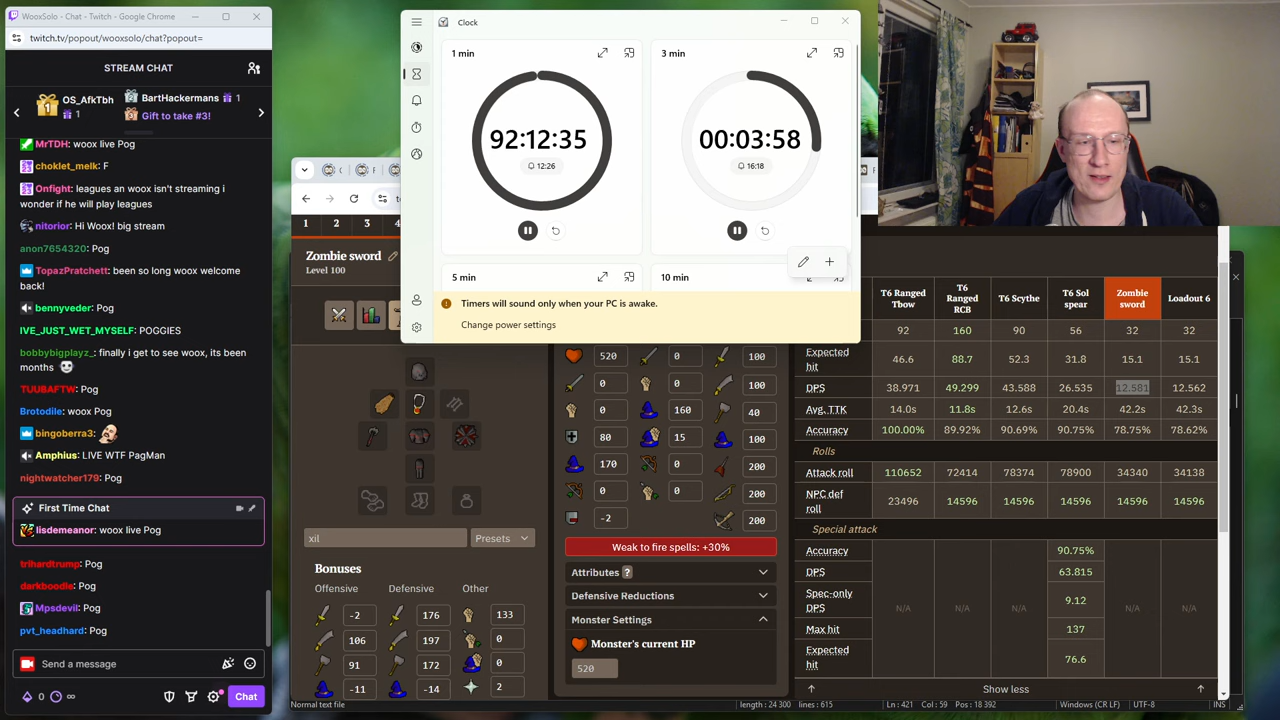 WooxSolo - Chat - Twitch - Google Chrome
twitch.tv/popout/wooxsolo/chat?popout=
STREAM CHAT
OS_AfkTbh
1
1
BartHackermans 1
Gift to take #3!
MrTDH: woox live Pog
choklet_melk: F
Onfight: leagues an woox isn't streaming i
wonder if he will play leagues
nitorior: Hi Woox! big stream
anon7654320: Pog
TopazPratchett: been so long woox welcome
back!
bennyveder: Pog
IVE_JUST_WET_MYSELF: POGGIES
bobbybigplayz_: finally i get to see woox, its been
months
TUUBAFTW: Pog
Brotodile: woox Pog
bingoberra3:
Amphius: LIVE WTF PagMan
nightwatcher179: Pog
First Time Chat
lisdemeanor: woox live Pog
trihardtrump: Pog
darkboodle: Pog
Mpsdevil: Pog
pvt_headhard: Pog
Send a message
0
∞
Chat
Clock
1 min
92:12:35
12:26
3 min
00:03:58
16:18
5 min
10 min
Timers will sound only when your PC is awake.
Change power settings
1 2 3 4
Zombie sword
Level 100
xil
Presets
Bonuses
Offensive Defensive Other
-2 176 133
106 197 0
91 172 0
-11 -14 2
520 0 100
0 0 100
0 160 40
80 15 100
170 0 200
0 0 200
-2 200
Weak to fire spells: +30%
Attributes ?
Defensive Reductions
Monster Settings
Monster's current HP
520
T6 Ranged Tbow T6 Ranged RCB T6 Scythe T6 Sol spear Zombie sword Loadout 6
92 160 90 56 32 32
Expected hit 46.6 88.7 52.3 31.8 15.1 15.1
DPS 38.971 49.299 43.588 26.535 12.581 12.562
Avg. TTK 14.0s 11.8s 12.6s 20.4s 42.2s 42.3s
Accuracy 100.00% 89.92% 90.69% 90.75% 78.75% 78.62%
Rolls
Attack roll 110652 72414 78374 78900 34340 34138
NPC def roll 23496 14596 14596 14596 14596 14596
Special attack
Accuracy 90.75%
DPS 63.815
Spec-only DPS 9.12
Max hit 137
Expected hit 76.6
N/A N/A N/A N/A N/A
Show less
Normal text file
length : 24 300 lines : 615
Ln : 421 Col : 59 Pos : 18 392
Windows (CR LF)
UTF-8
INS